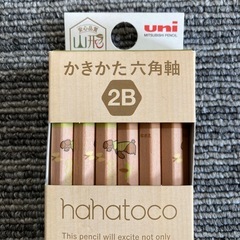 山形
uni
MITSUBISHI PENCIL
かきかた六角軸
2B
hahatoco
This pencil will excite not only